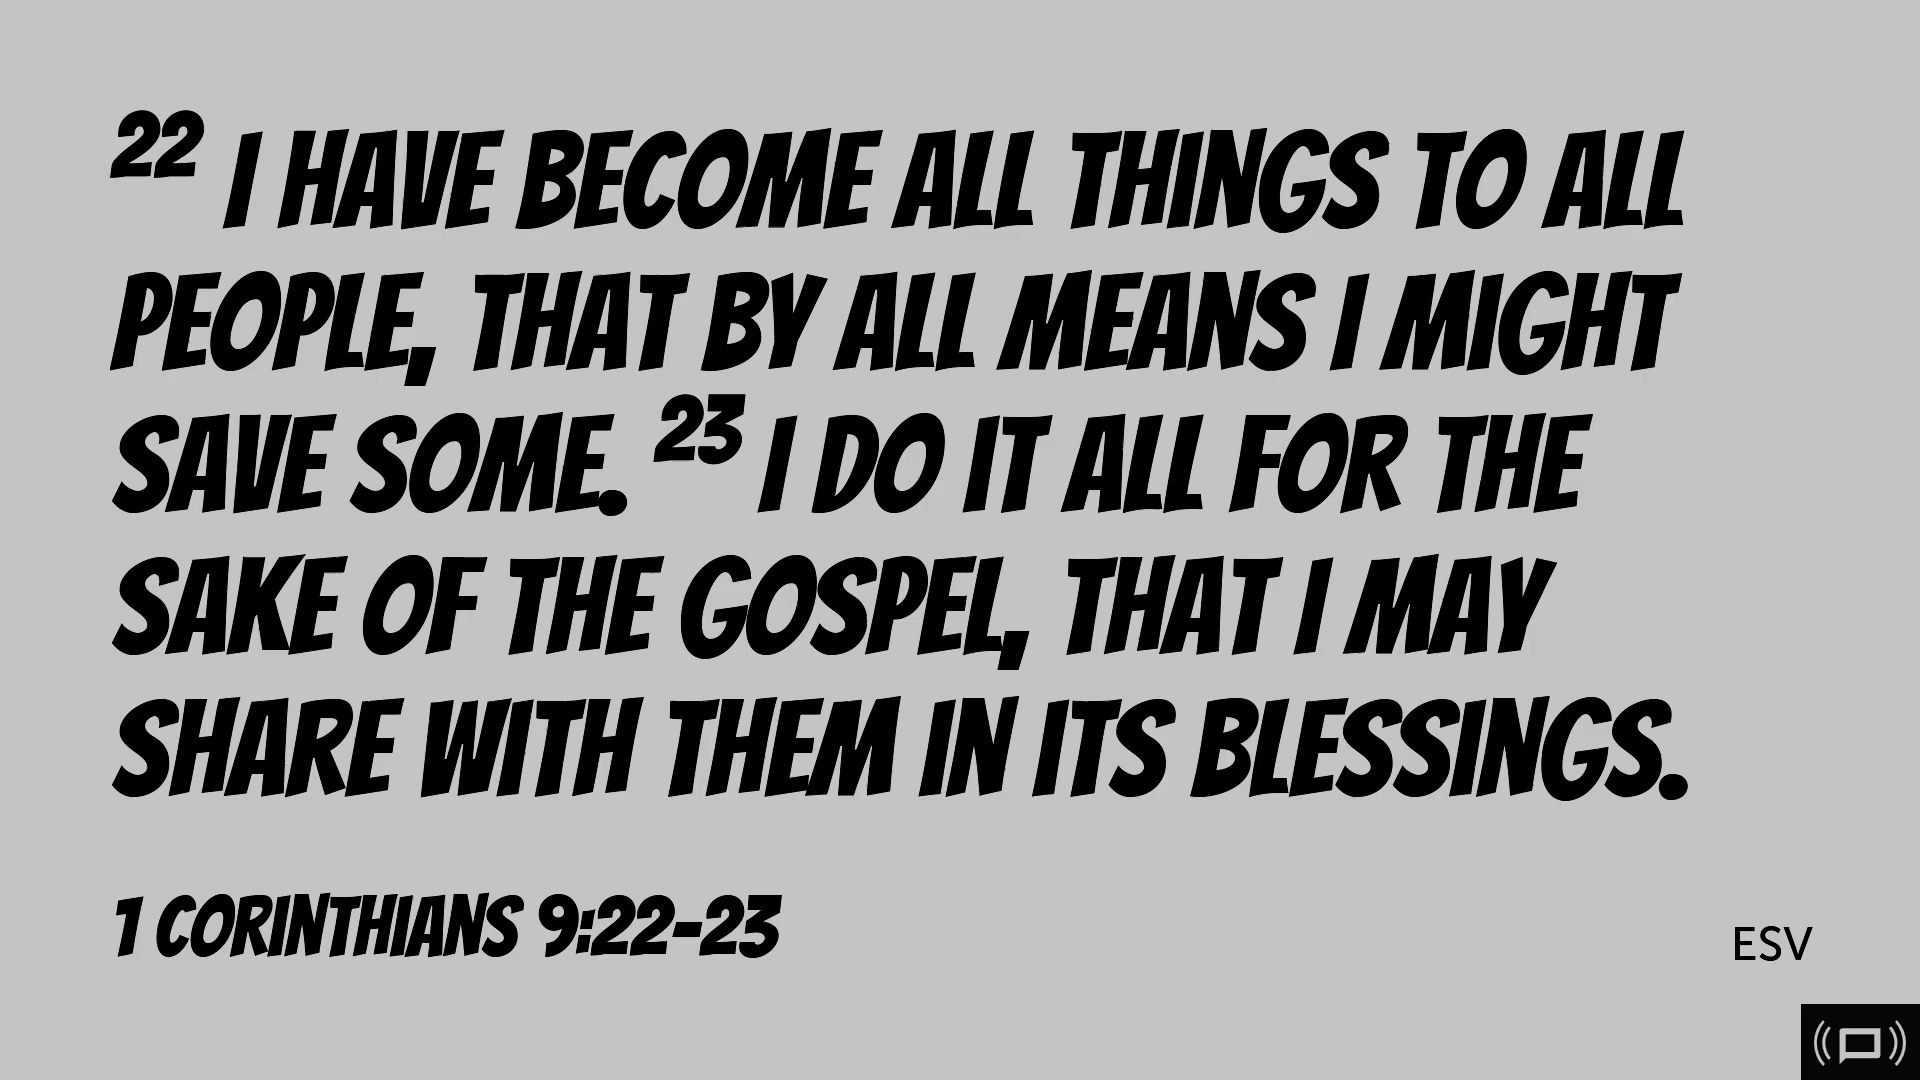 22 I HAVE BECOME ALL THINGS TO ALL
PEOPLE, THAT BY ALL MEANS I MIGHT
SAVE SOME. 23 I DO IT ALL FOR THE
SAKE OF THE GOSPEL, THAT I MAY
SHARE WITH THEM IN ITS BLESSINGS.
1 CORINTHIANS 9:22-23
ESV